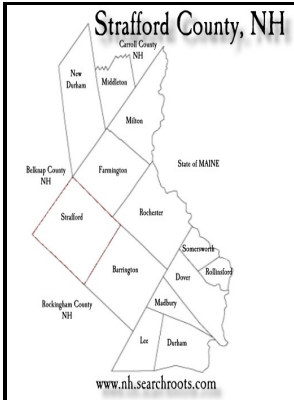 Strafford County, NH
Carroll County
NH
New
Durham
Middleton
Milton
Belknap County
NH
Farmington
State of MAINE
Strafford
Rochester
Somersworth
Barrington
Dover
Rollinsford
Rockingham County
NH
Madbury
Lee
Durham
www.nh.searchroots.com